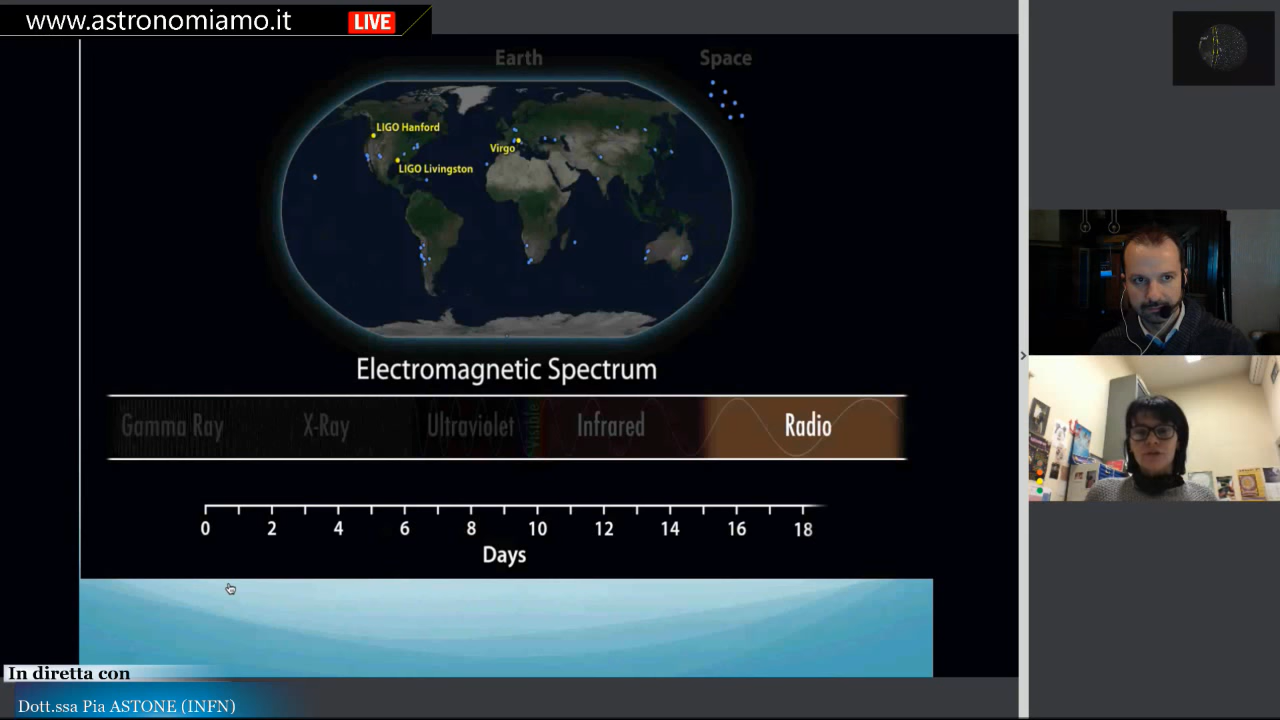 www.astronomiamo.it LIVE
Earth Space
LIGO Hanford
Virgo
LIGO Livingston
Electromagnetic Spectrum
Gamma Ray X-Ray Ultraviolet Visible Infrared Radio
0 2 4 6 8 10 12 14 16 18
Days
In diretta con
Dott.ssa Pia ASTONE (INFN)